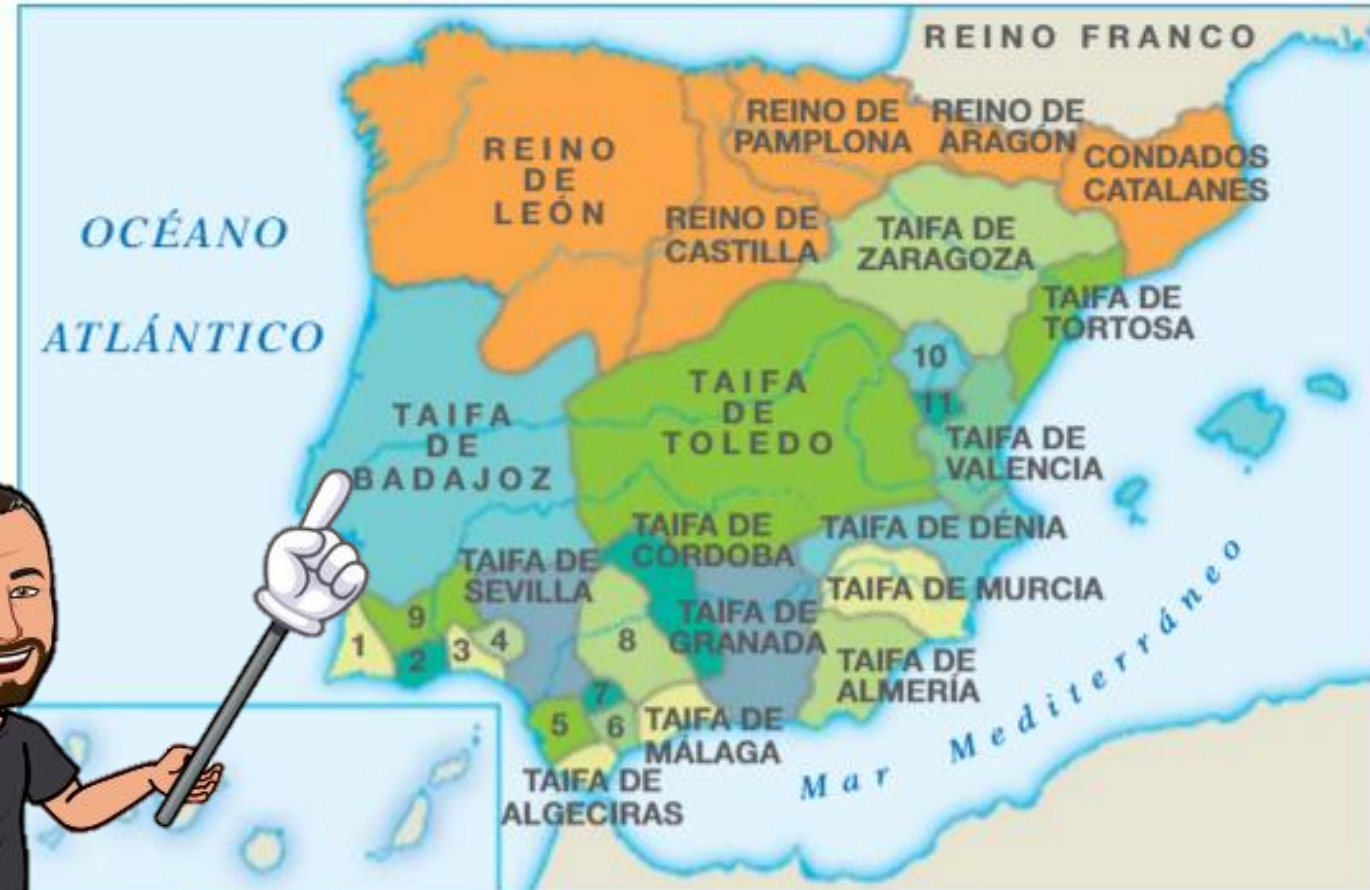 REINO FRANCO
REINO DE
PAMPLONA
REINO DE
ARAGÓN
CONDADOS
CATALANES
REINO
DE
LEÓN
REINO DE
CASTILLA
TAIFA DE
ZARAGOZA
OCÉANO
ATLÁNTICO
TAIFA DE
TORTOSA
10
11
TAIFA
DE
TOLEDO
TAIFA
DE
BADAJOZ
TAIFA DE
VALENCIA
TAIFA DE
CÓRDOBA
TAIFA DE DÉNIA
TAIFA DE
SEVILLA
TAIFA DE MURCIA
TAIFA DE
GRANADA
9
1
2
3
4
8
TAIFA DE
ALMERÍA
7
5
6
TAIFA DE
MÁLAGA
TAIFA DE
ALGECIRAS
Mar Mediterráneo